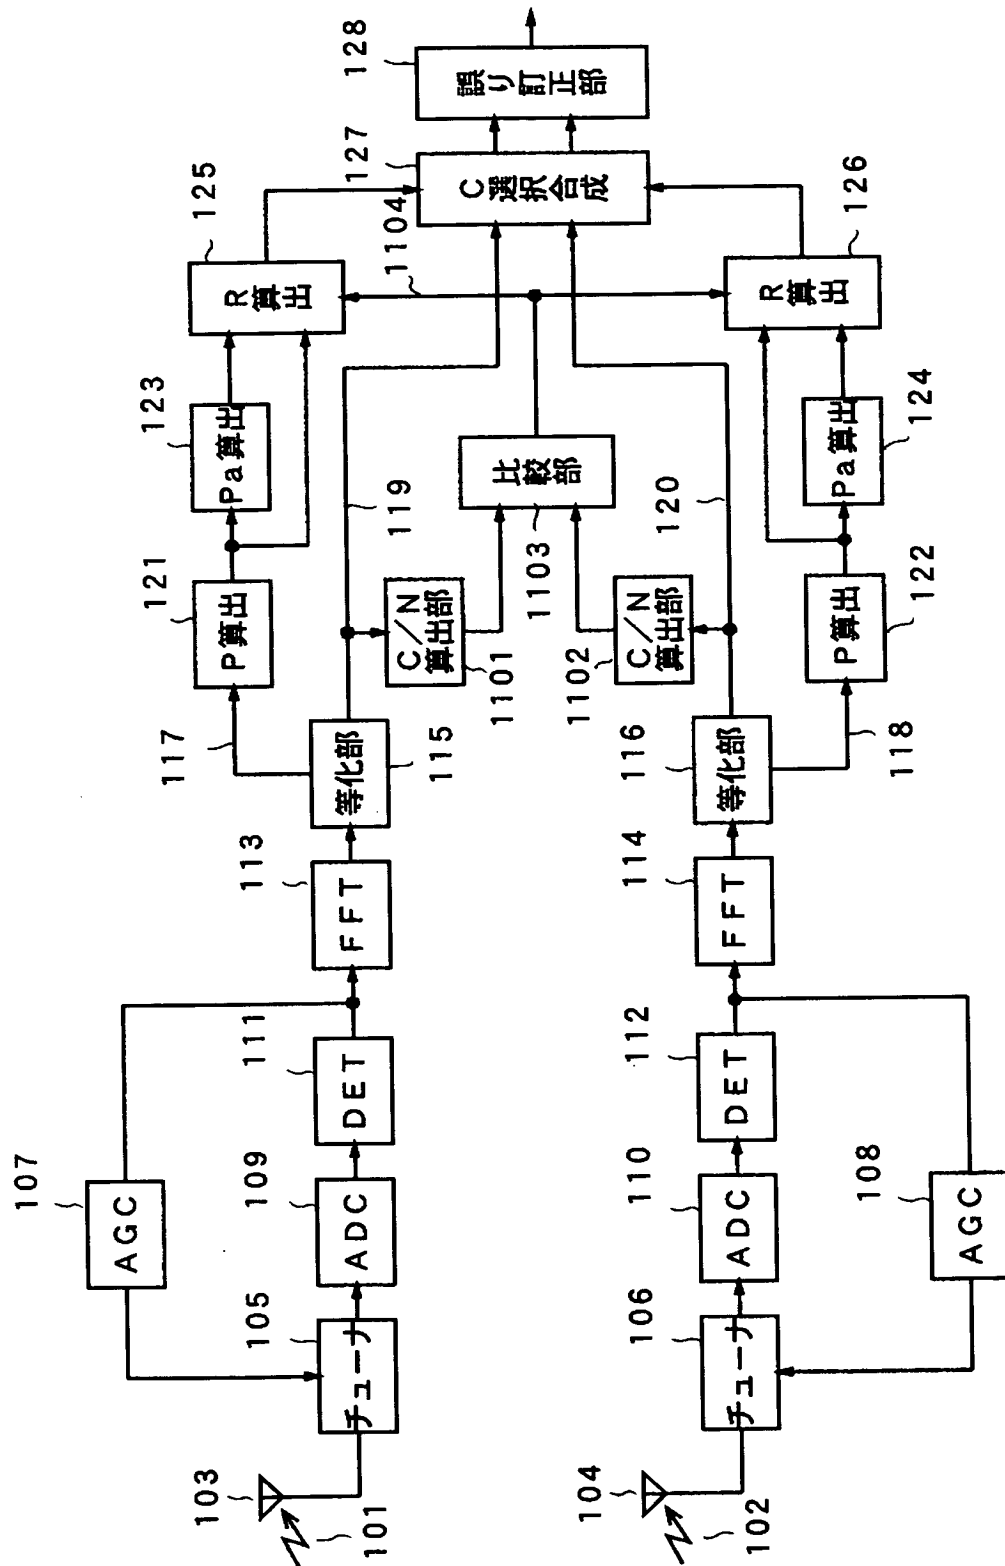 101
103
チューナ
105
AGC
107
ADC
109
DET
111
FFT
113
等化部
115
117
P算出
121
Pa算出
123
R算出
125
119
C/N
算出部
1101
比較部
1103
1104
C
選択合成
127
誤り訂正部
128
102
104
チューナ
106
AGC
108
ADC
110
DET
112
FFT
114
等化部
116
118
P算出
122
Pa算出
124
R算出
126
120
C/N
算出部
1102